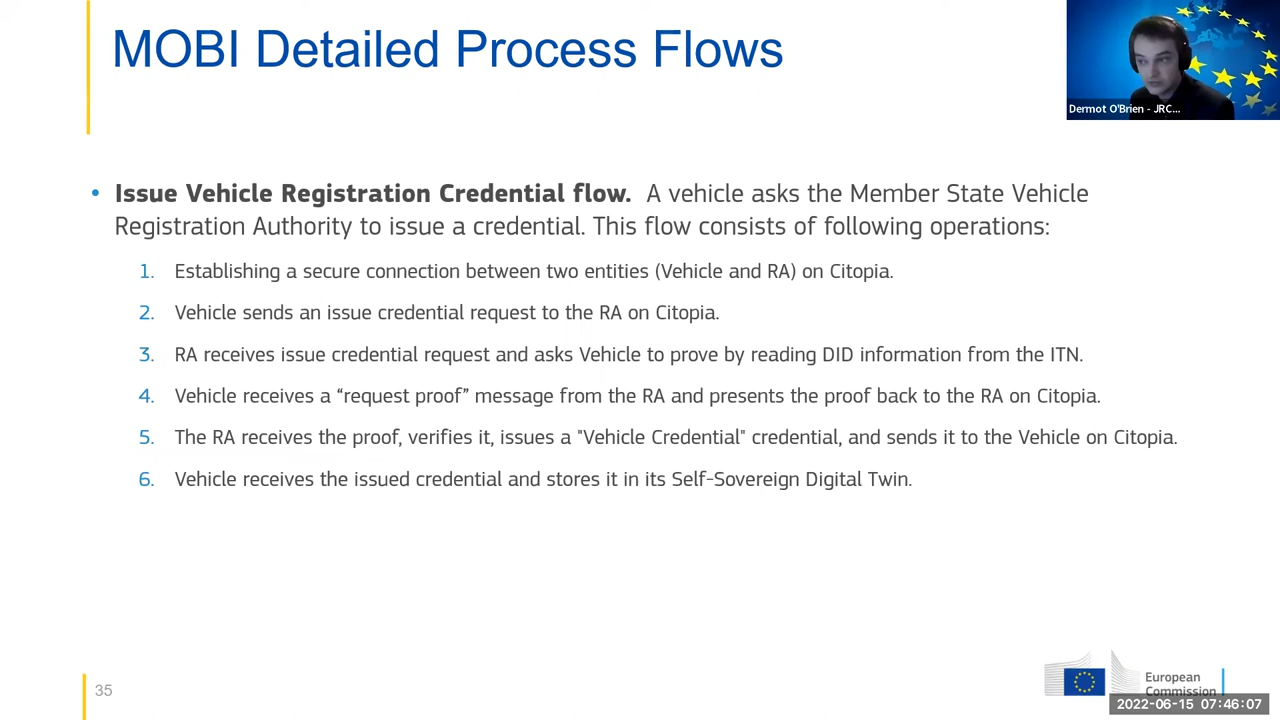 MOBI Detailed Process Flows
Dermot O'Brien - JRC...
• Issue Vehicle Registration Credential flow. A vehicle asks the Member State Vehicle
Registration Authority to issue a credential. This flow consists of following operations:
1. Establishing a secure connection between two entities (Vehicle and RA) on Citopia.
2. Vehicle sends an issue credential request to the RA on Citopia.
3. RA receives issue credential request and asks Vehicle to prove by reading DID information from the ITN.
4. Vehicle receives a “request proof” message from the RA and presents the proof back to the RA on Citopia.
5. The RA receives the proof, verifies it, issues a "Vehicle Credential" credential, and sends it to the Vehicle on Citopia.
6. Vehicle receives the issued credential and stores it in its Self-Sovereign Digital Twin.
35
European
Commission
2022-06-15 07:46:07